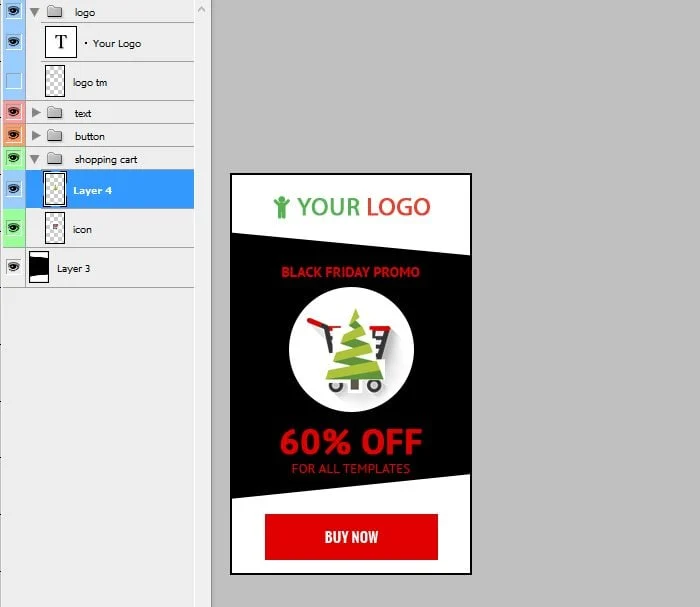 logo
T
• Your Logo
logo tm
text
button
shopping cart
Layer 4
icon
Layer 3
YOUR LOGO
BLACK FRIDAY PROMO
60% OFF
FOR ALL TEMPLATES
BUY NOW